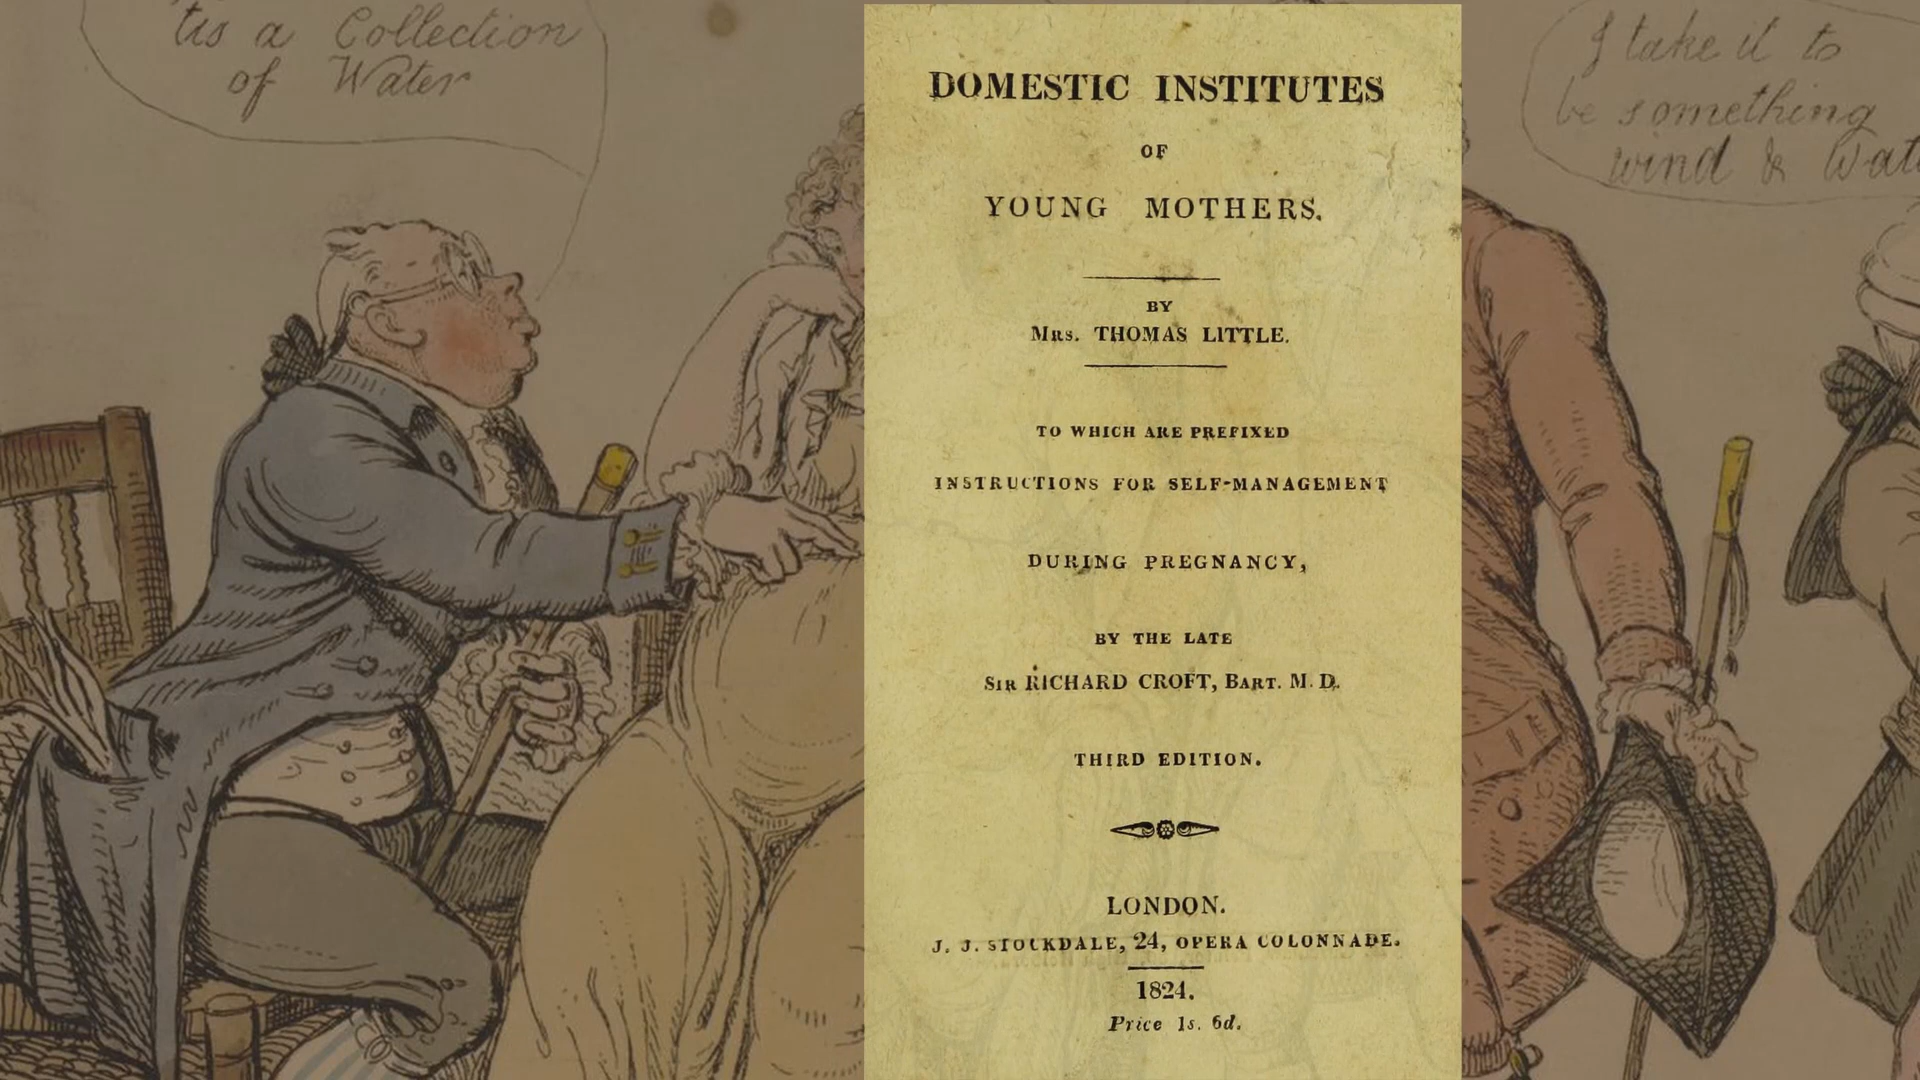 'tis a Collection
of Water
DOMESTIC INSTITUTES
OF
YOUNG MOTHERS.
BY
Mrs. THOMAS LITTLE.
TO WHICH ARE PREFIXED
INSTRUCTIONS FOR SELF-MANAGEMENT
DURING PREGNANCY,
BY THE LATE
Sir RICHARD CROFT, Bart. M. D.
THIRD EDITION.
LONDON.
J. J. STOCKDALE, 24, OPERA COLONNADE.
1824.
Price 1s. 6d.
I take it to
be something
wind & Wat